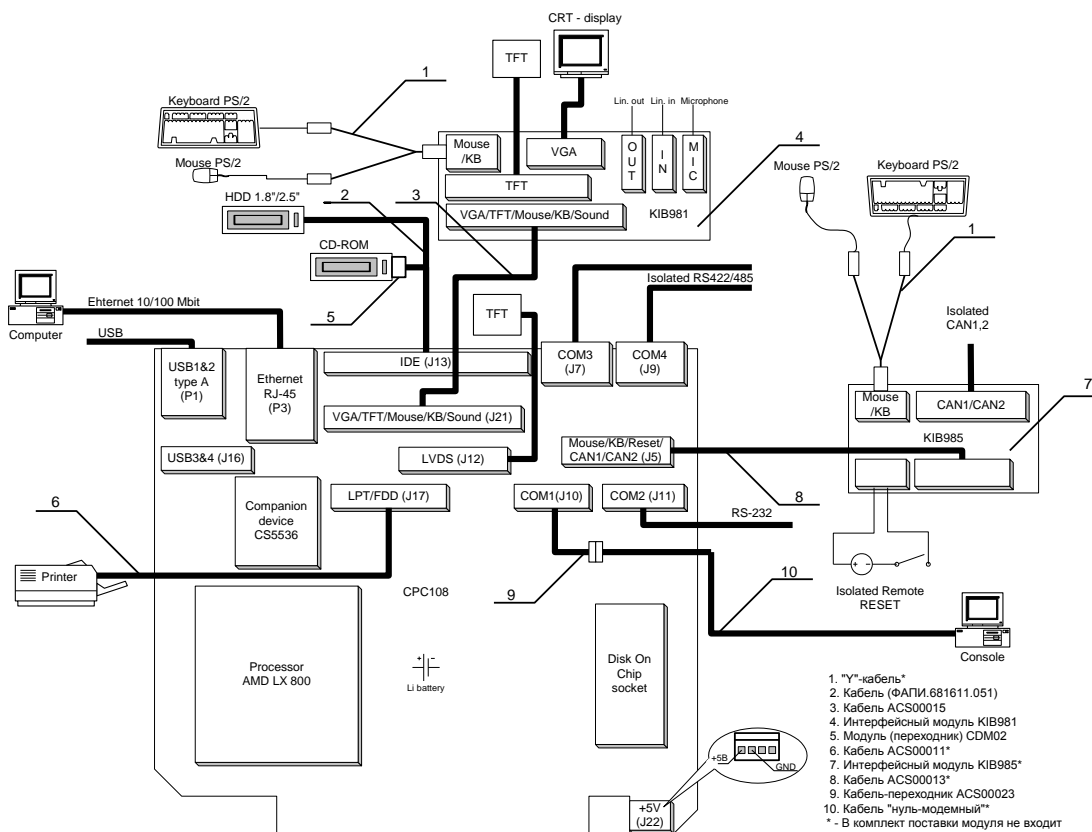 CRT - display
TFT
1
Keyboard PS/2
Lin. out
Lin. in
Microphone
Mouse
/KB
VGA
OUT
IN
MIC
4
Mouse PS/2
TFT
Mouse PS/2
Keyboard PS/2
HDD 1.8"/2.5"
2
3
VGA/TFT/Mouse/KB/Sound
KIB981
CD-ROM
1
Isolated RS422/485
Ehternet 10/100 Mbit
5
TFT
Isolated
CAN1,2
Computer
USB
USB1&2
type A
(P1)
Ethernet
RJ-45
(P3)
IDE (J13)
COM3
(J7)
COM4
(J9)
7
Mouse
/KB
CAN1/CAN2
VGA/TFT/Mouse/KB/Sound (J21)
KIB985
Mouse/KB/Reset/
CAN1/CAN2 (J5)
USB3&4 (J16)
LVDS (J12)
8
6
LPT/FDD (J17)
COM1(J10)
COM2 (J11)
Companion
device
CS5536
RS-232
Printer
CPC108
9
10
Isolated Remote
RESET
Processor
AMD LX 800
Li battery
Disk On
Chip
socket
Console
+5В
GND
+5V
(J22)
1. "Y"-кабель*
2. Кабель (ФАПИ.681611.051)
3. Кабель ACS00015
4. Интерфейсный модуль KIB981
5. Модуль (переходник) CDM02
6. Кабель ACS00011*
7. Интерфейсный модуль KIB985*
8. Кабель ACS00013*
9. Кабель-переходник ACS00023
10. Кабель "нуль-модемный"*
* - В комплект поставки модуля не входит